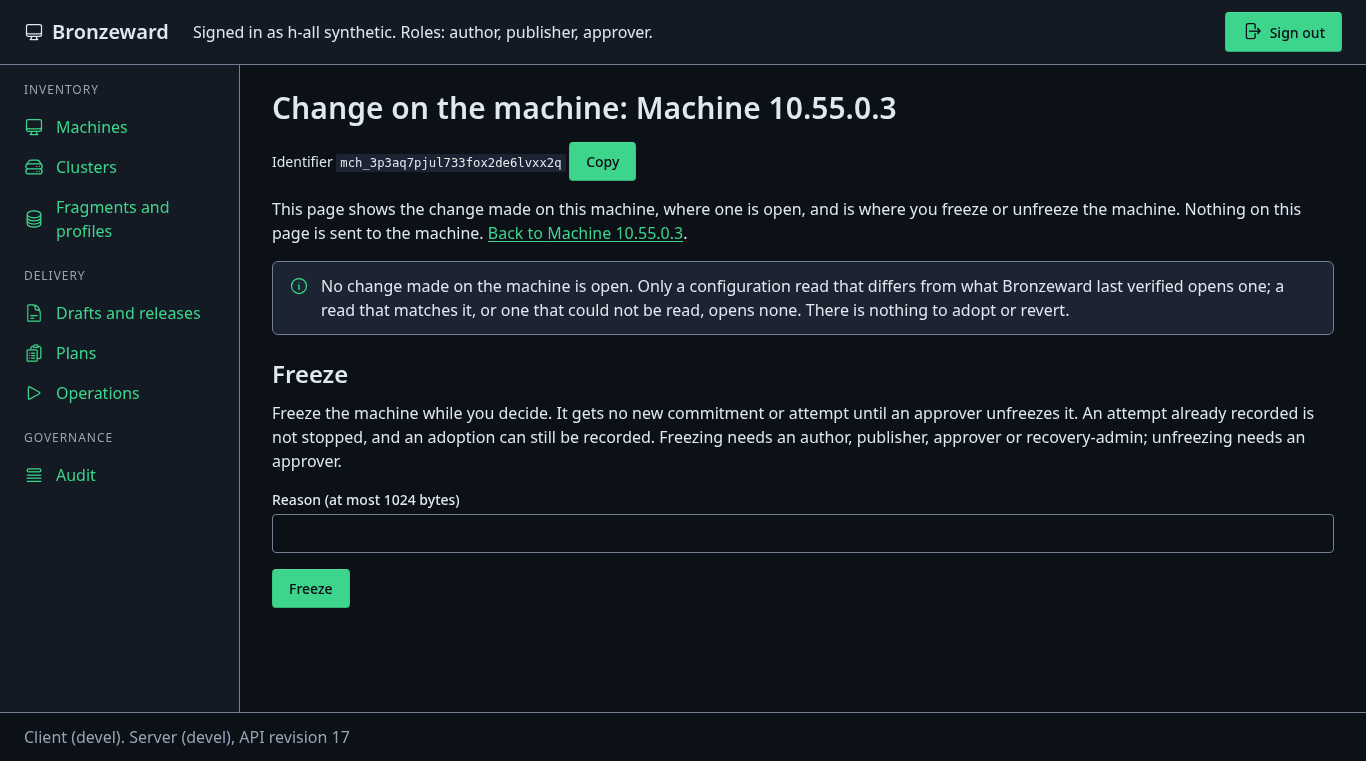 Bronzeward
Signed in as h-all synthetic. Roles: author, publisher, approver.
Sign out
INVENTORY
Machines
Clusters
Fragments and
profiles
DELIVERY
Drafts and releases
Plans
Operations
GOVERNANCE
Audit
Change on the machine: Machine 10.55.0.3
Identifier mch_3p3aq7pjul733fox2de6lvxx2q Copy
This page shows the change made on this machine, where one is open, and is where you freeze or unfreeze the machine. Nothing on this
page is sent to the machine. Back to Machine 10.55.0.3.
No change made on the machine is open. Only a configuration read that differs from what Bronzeward last verified opens one; a
read that matches it, or one that could not be read, opens none. There is nothing to adopt or revert.
Freeze
Freeze the machine while you decide. It gets no new commitment or attempt until an approver unfreezes it. An attempt already recorded is
not stopped, and an adoption can still be recorded. Freezing needs an author, publisher, approver or recovery-admin; unfreezing needs an
approver.
Reason (at most 1024 bytes)
Freeze
Client (devel). Server (devel), API revision 17